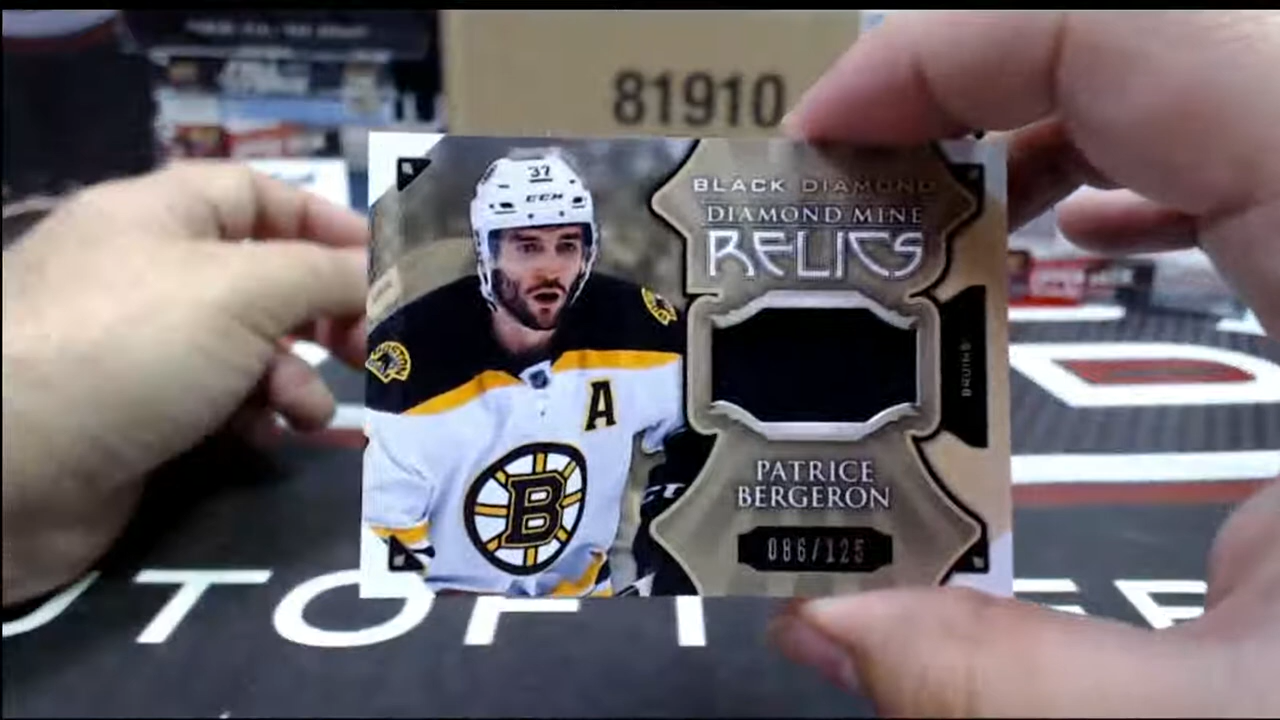 81910
37
CCM
BLACK DIAMOND
DIAMOND MINE
RELICS
A
B
BRUINS
PATRICE
BERGERON
086/125